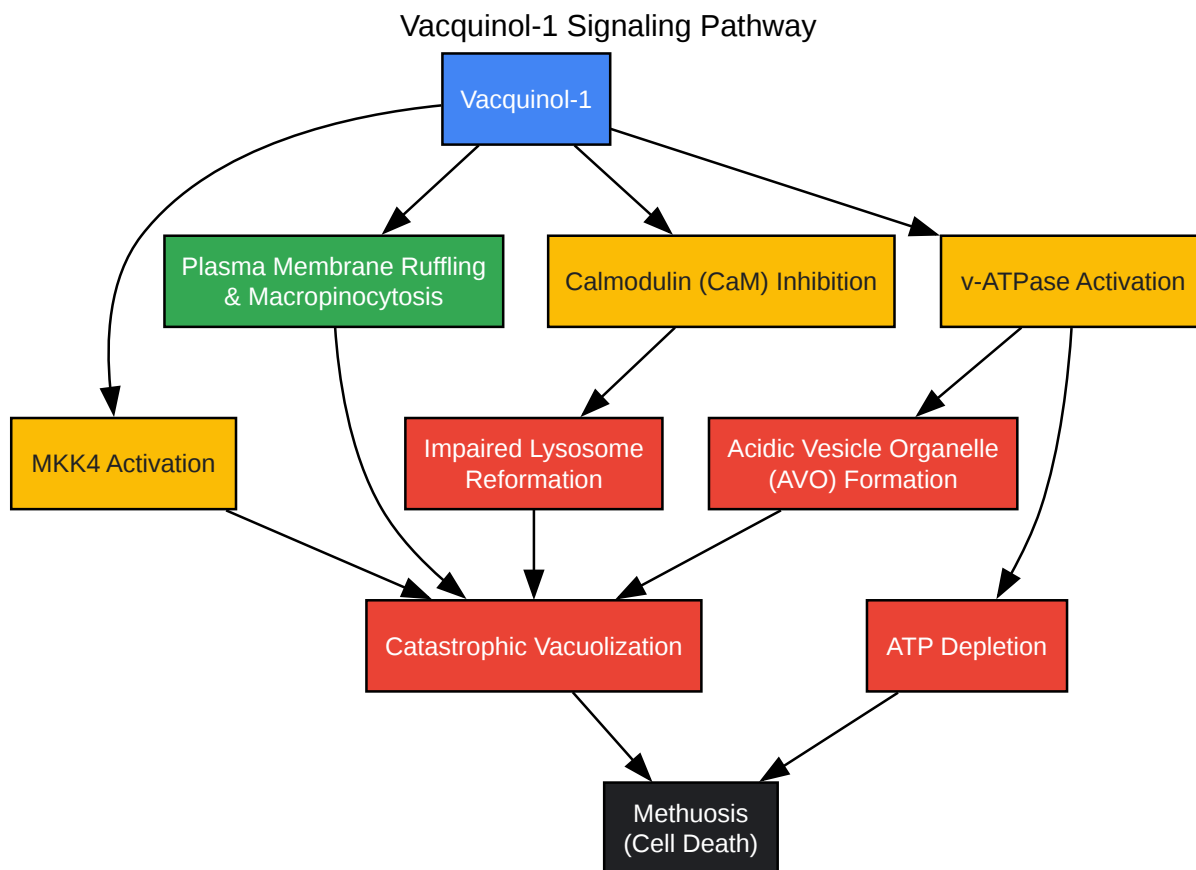 Vacquinol-1 Signaling Pathway
Vacquinol-1
Plasma Membrane Ruffling
& Macropinocytosis
Calmodulin (CaM) Inhibition
v-ATPase Activation
MKK4 Activation
Impaired Lysosome
Reformation
Acidic Vesicle Organelle
(AVO) Formation
Catastrophic Vacuolization
ATP Depletion
Methuosis
(Cell Death)